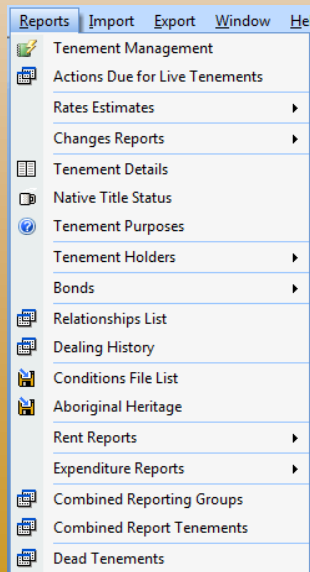 Reports Import Export Window He
Tenement Management
Actions Due for Live Tenements
Rates Estimates
Changes Reports
Tenement Details
Native Title Status
Tenement Purposes
Tenement Holders
Bonds
Relationships List
Dealing History
Conditions File List
Aboriginal Heritage
Rent Reports
Expenditure Reports
Combined Reporting Groups
Combined Report Tenements
Dead Tenements